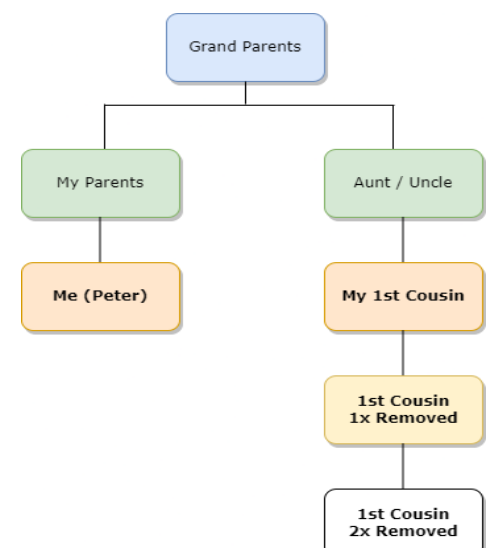 Grand Parents
My Parents
Aunt / Uncle
Me (Peter)
My 1st Cousin
1st Cousin
1x Removed
1st Cousin
2x Removed